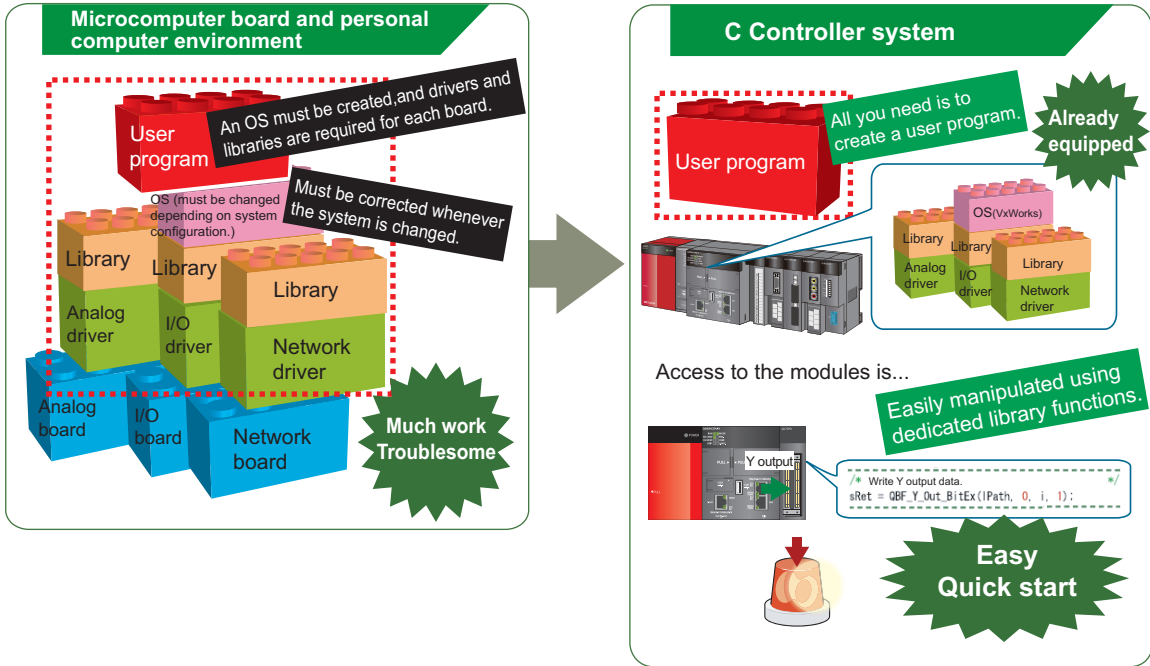 Microcomputer board and personal
computer environment
An OS must be created,and drivers and
libraries are required for each board.
User
program
OS (must be changed
depending on system
configuration.)
Must be corrected whenever
the system is changed.
Library
Library
Library
Analog
driver
I/O
driver
Network
driver
Analog
board
I/O
board
Network
board
Much work
Troublesome
C Controller system
All you need is to
create a user program.
Already
equipped
User program
OS(VxWorks)
Library
Library
Library
Analog
driver
I/O
driver
Network
driver
Access to the modules is...
Easily manipulated using
dedicated library functions.
POWER
Y output
/* Write Y output data. */
sRet = QBF_Y_Out_BitEx(lPath, 0, i, 1);
Easy
Quick start